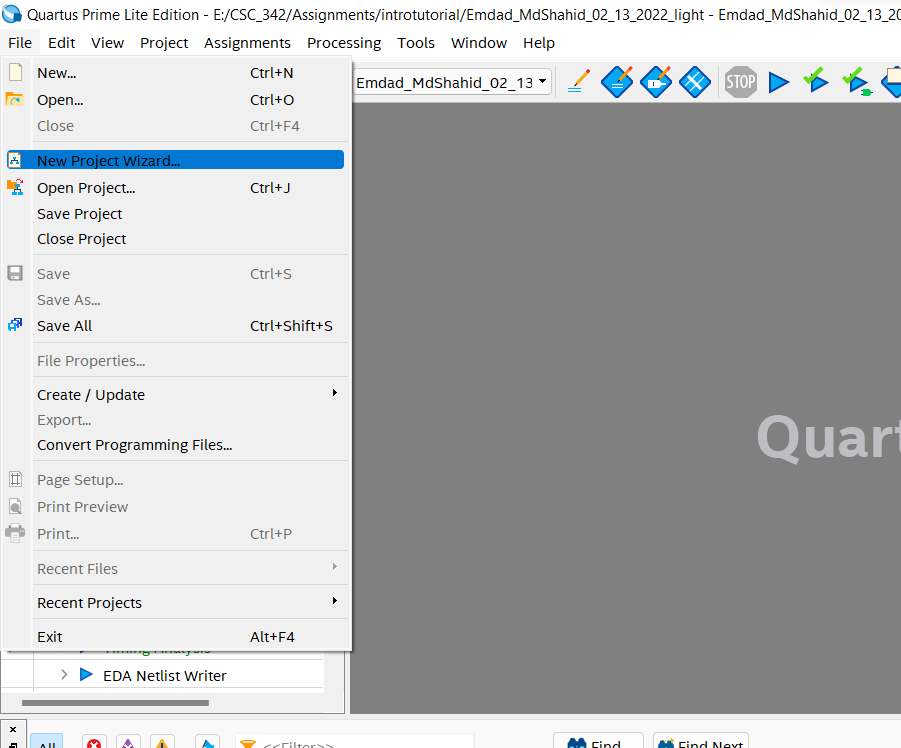 Quartus Prime Lite Edition - E:/CSC_342/Assignments/introtutorial/Emdad_MdShahid_02_13_2022_light - Emdad_MdShahid_02_13_20
File Edit View Project Assignments Processing Tools Window Help
New... Ctrl+N
Open... Ctrl+O
Close Ctrl+F4
New Project Wizard...
Open Project... Ctrl+J
Save Project
Close Project
Save Ctrl+S
Save As...
Save All Ctrl+Shift+S
File Properties...
Create / Update
Export...
Convert Programming Files...
Page Setup...
Print Preview
Print... Ctrl+P
Recent Files
Recent Projects
Exit Alt+F4
Emdad_MdShahid_02_13
STOP
Quart
Timing Analysis
EDA Netlist Writer
All
<<Filter>>
Find
Find Next